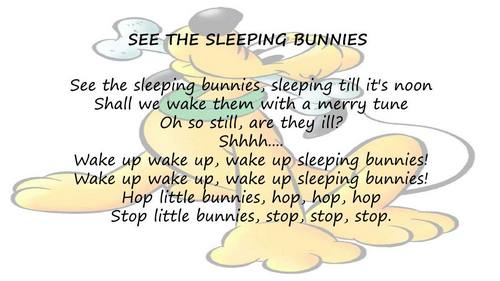 SEE THE SLEEPING BUNNIES
See the sleeping bunnies, sleeping till it's noon
Shall we wake them with a merry tune
Oh so still, are they ill?
Shhhh....
Wake up wake up, wake up sleeping bunnies!
Wake up wake up, wake up sleeping bunnies!
Hop little bunnies, hop, hop, hop
Stop little bunnies, stop, stop, stop.